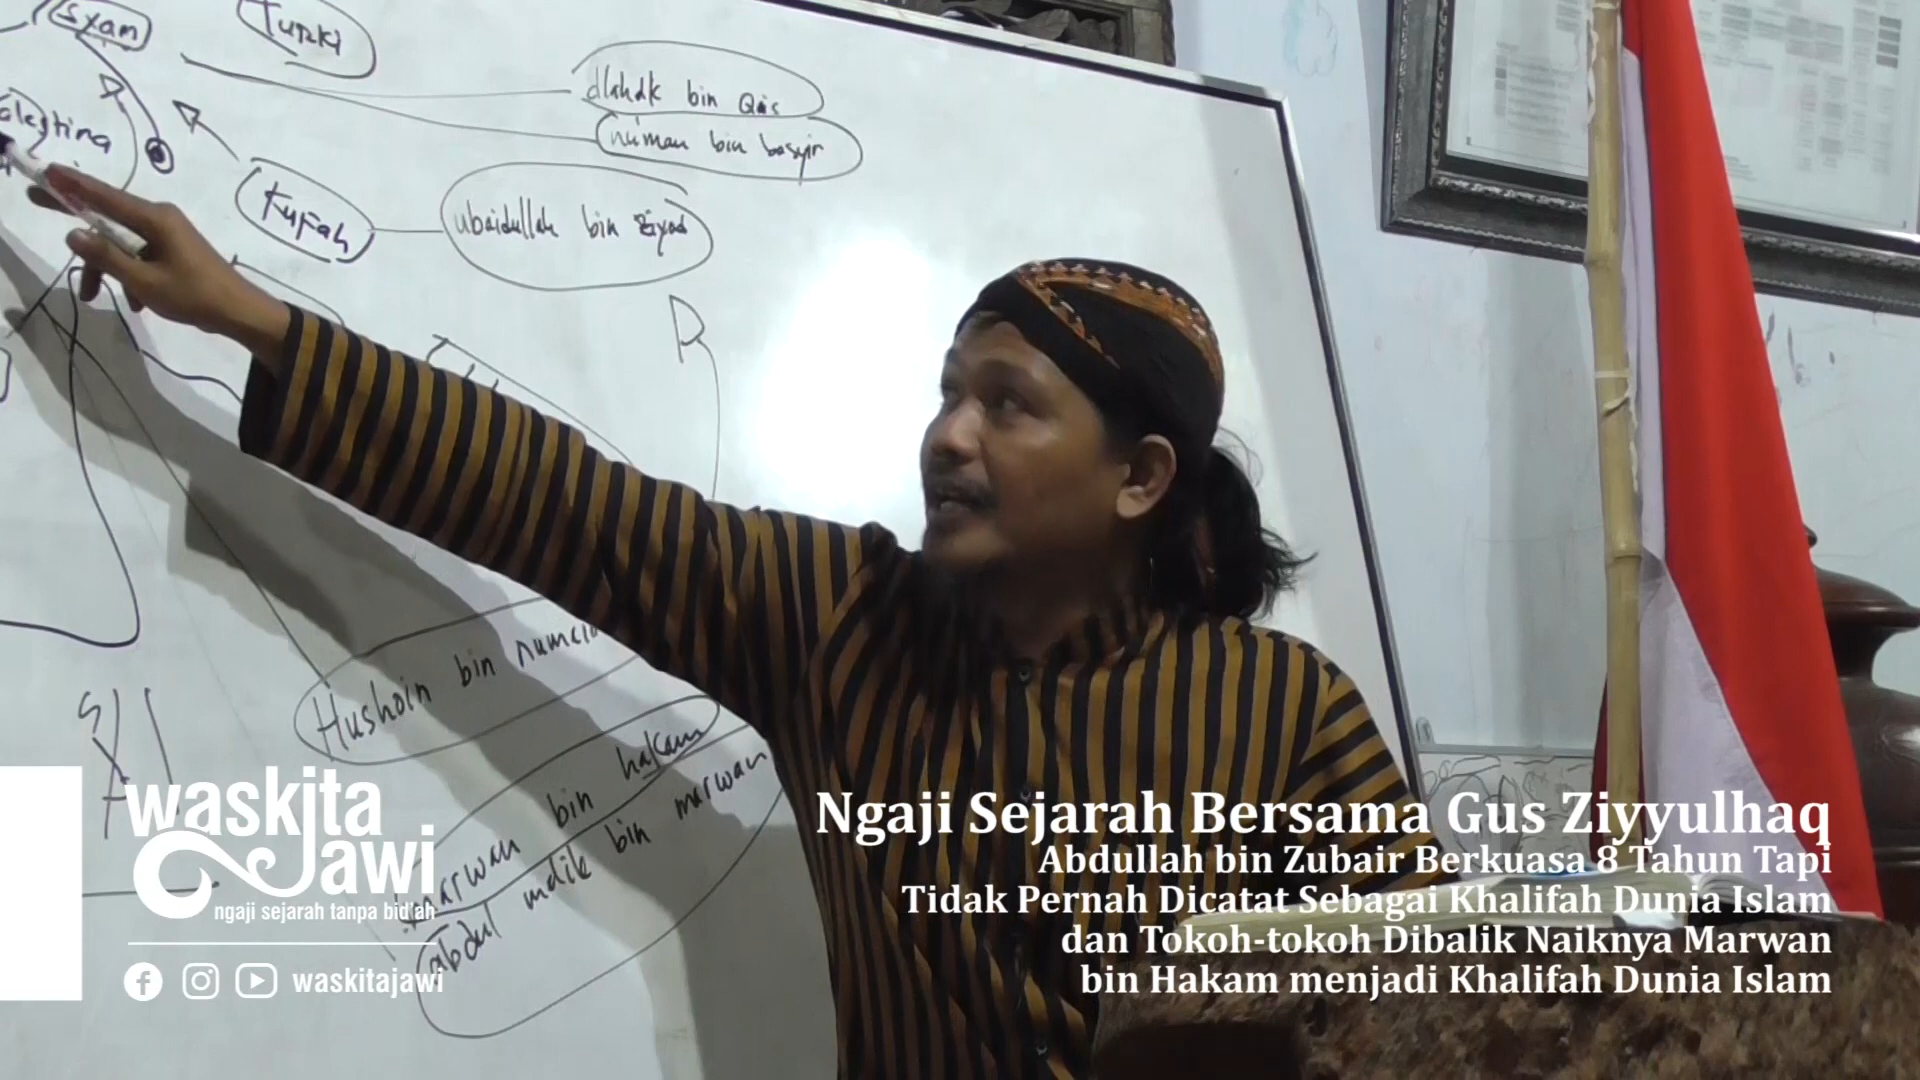 Syam
Turki
dlahak bin Qais
nu'man bin basyir
Palestina
Kufah
ubaidullah bin Ziyad
Hushoin bin
marwan bin hakam
abdul malik bin marwan
waskita
Jawi
ngaji sejarah tanpa bid'ah
waskitajawi
Ngaji Sejarah Bersama Gus Ziyyulhaq
Abdullah bin Zubair Berkuasa 8 Tahun Tapi
Tidak Pernah Dicatat Sebagai Khalifah Dunia Islam
dan Tokoh-tokoh Dibalik Naiknya Marwan
bin Hakam menjadi Khalifah Dunia Islam